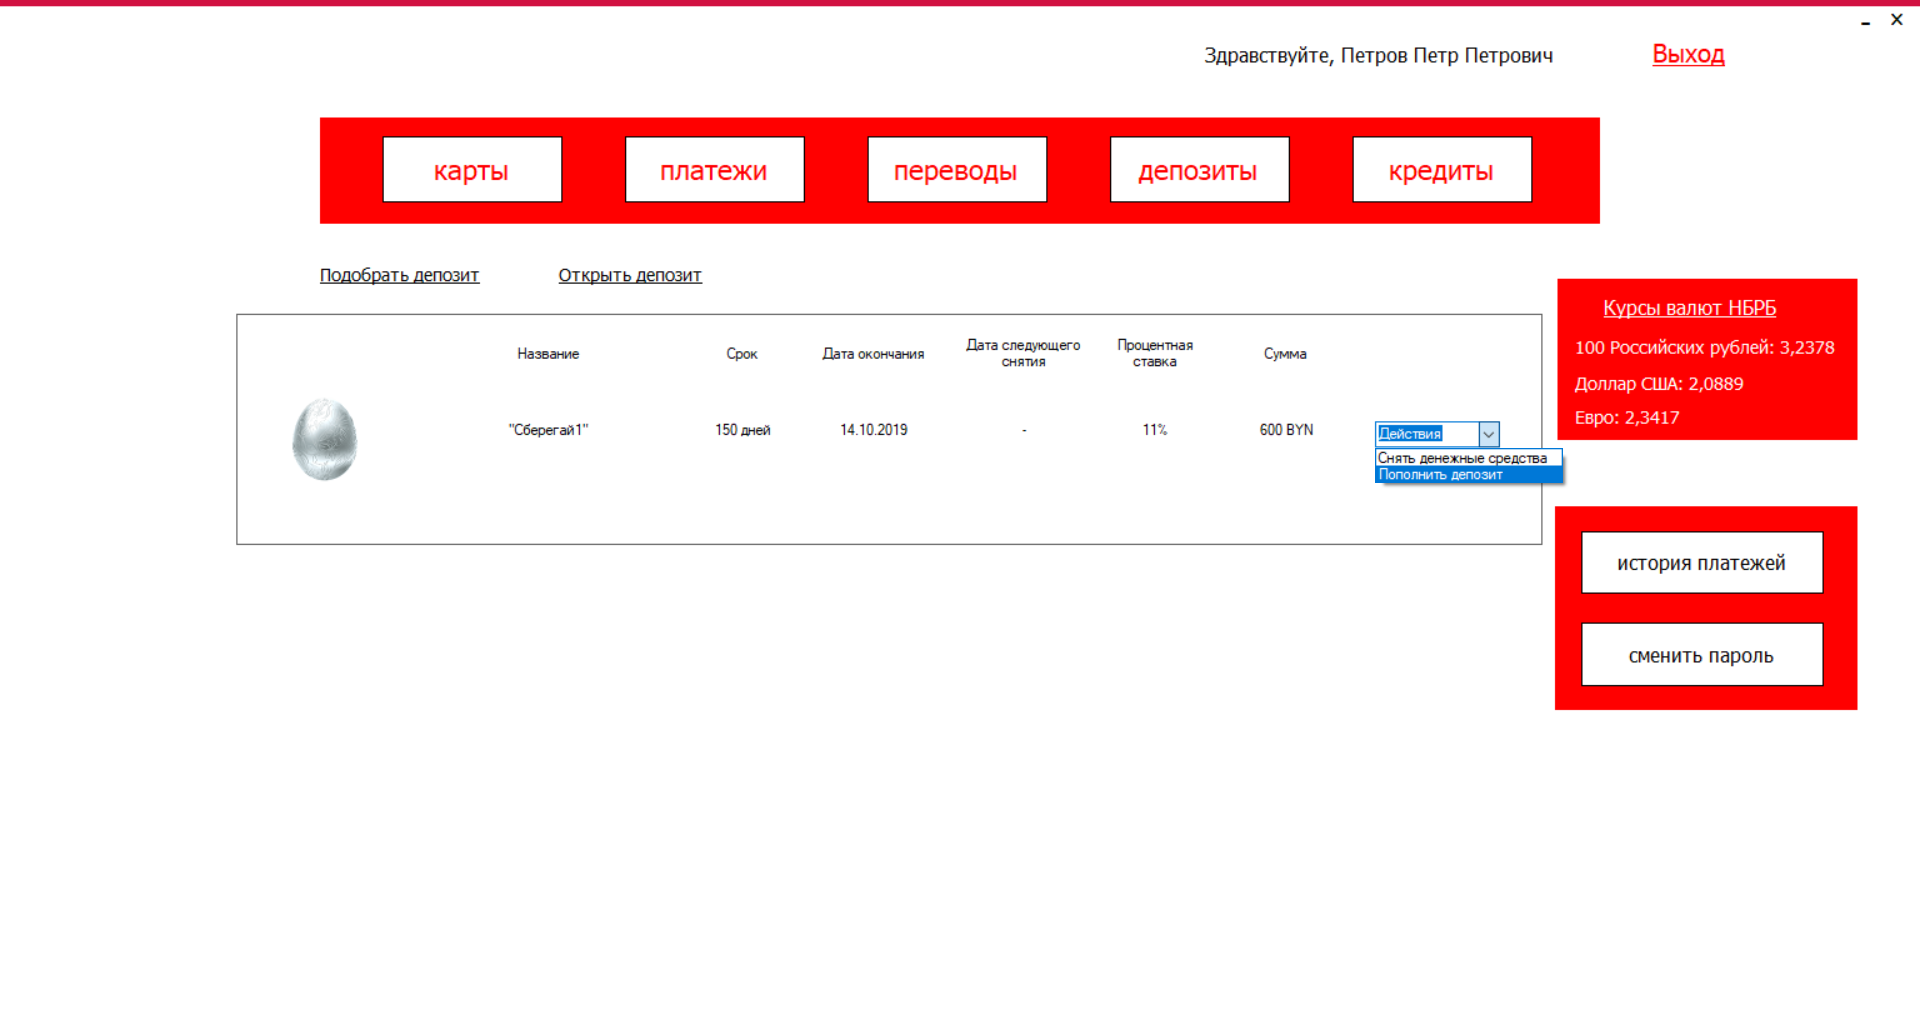 Здравствуйте, Петров Петр Петрович
Выход
карты
платежи
переводы
депозиты
кредиты
Подобрать депозит
Открыть депозит
Название
Срок
Дата окончания
Дата следующего
снятия
Процентная
ставка
Сумма
"Сберегай1"
150 дней
14.10.2019
-
11%
600 BYN
Действия
Снять денежные средства
Пополнить депозит
Курсы валют НБРБ
100 Российских рублей: 3,2378
Доллар США: 2,0889
Евро: 2,3417
история платежей
сменить пароль